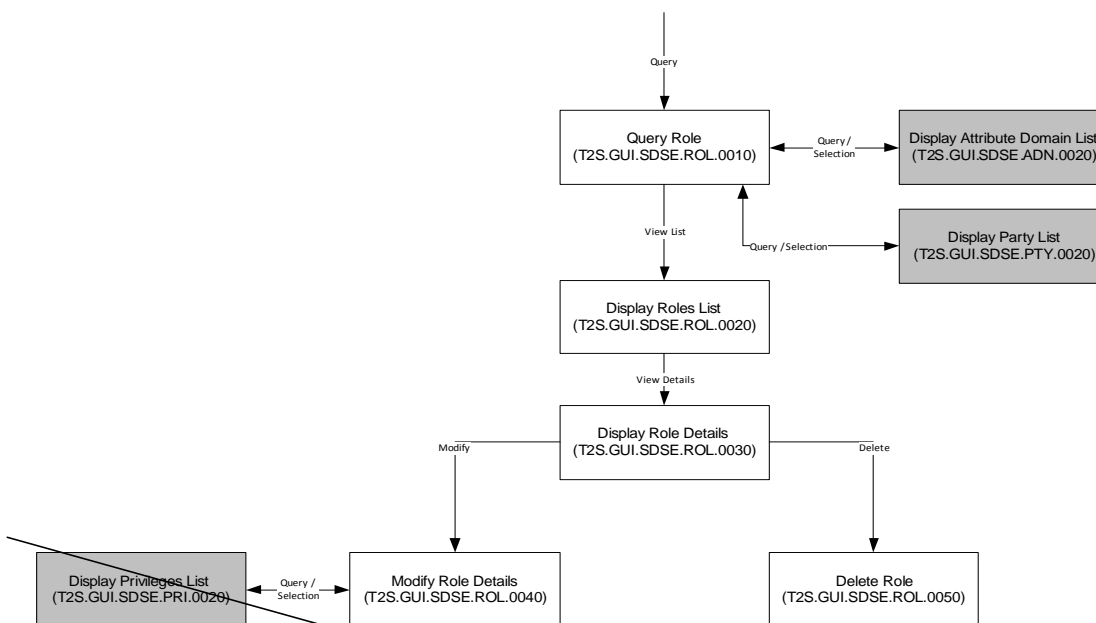 Query
Query Role
(T2S.GUI.SDSE.ROL.0010)
Query /
Selection
Display Attribute Domain List
(T2S.GUI.SDSE.ADN.0020)
View List
Query /Selection
Display Party List
(T2S.GUI.SDSE.PTY.0020)
Display Roles List
(T2S.GUI.SDSE.ROL.0020)
View Details
Display Role Details
(T2S.GUI.SDSE.ROL.0030)
Modify
Delete
Display Privileges List
(T2S.GUI.SDSE.PRI.0020)
Query /
Selection
Modify Role Details
(T2S.GUI.SDSE.ROL.0040)
Delete Role
(T2S.GUI.SDSE.ROL.0050)